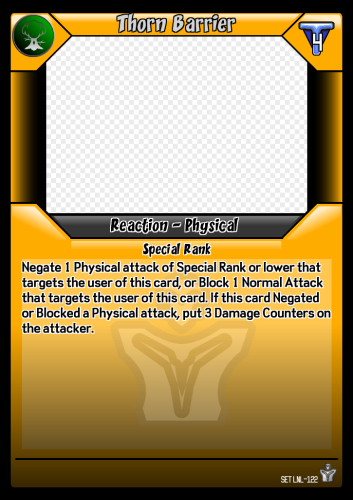 Thorn Barrier
4
Reaction - Physical
Special Rank
Negate 1 Physical attack of Special Rank or lower that
targets the user of this card, or Block 1 Normal Attack
that targets the user of this card. If this card Negated
or Blocked a Physical attack, put 3 Damage Counters on
the attacker.
SET LNL-122